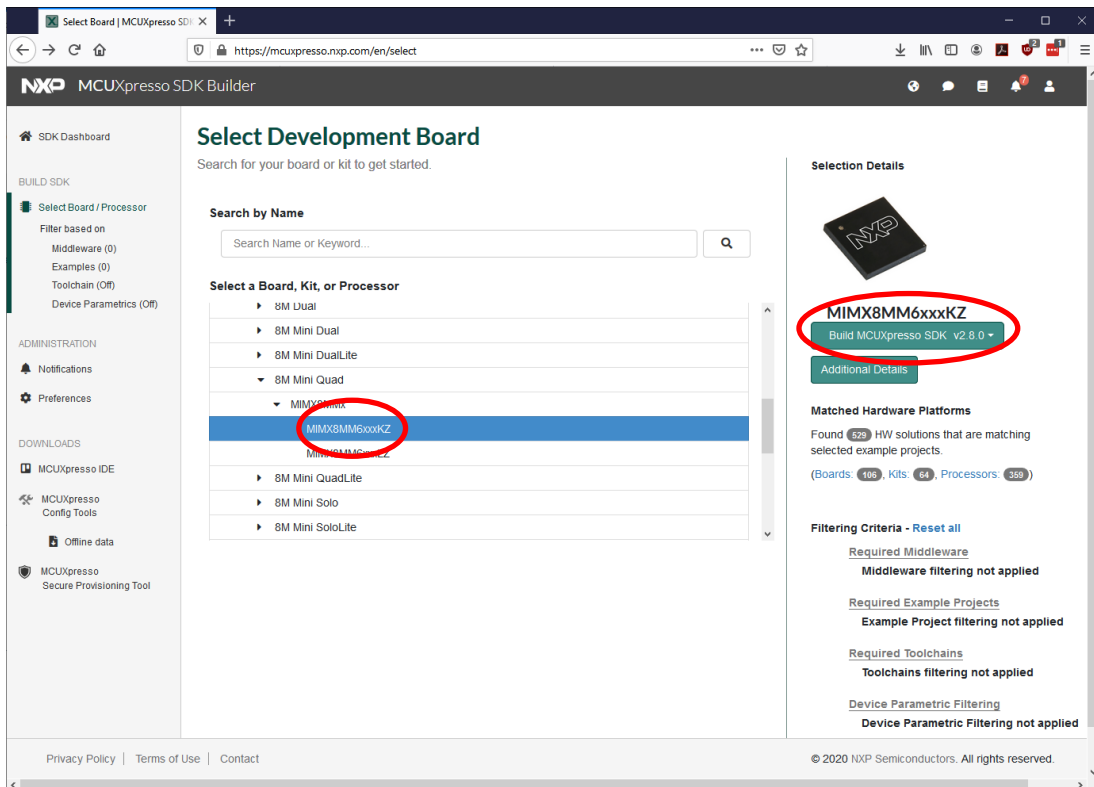 Select Board | MCUXpresso SD
https://mcuxpresso.nxp.com/en/select
2
1
NXP MCUXpresso SDK Builder
7
SDK Dashboard
BUILD SDK
Select Board / Processor
Filter based on
Middleware (0)
Examples (0)
Toolchain (Off)
Device Parametrics (Off)
ADMINISTRATION
Notifications
Preferences
DOWNLOADS
MCUXpresso IDE
MCUXpresso
Config Tools
Offline data
MCUXpresso
Secure Provisioning Tool
Select Development Board
Search for your board or kit to get started.
Search by Name
Search Name or Keyword...
Select a Board, Kit, or Processor
8M Dual
8M Mini Dual
8M Mini DualLite
8M Mini Quad
MIMX8MMx
MIMX8MM6xxxKZ
8M Mini QuadLite
8M Mini Solo
8M Mini SoloLite
Selection Details
NXP
MIMX8MM6xxxKZ
Build MCUXpresso SDK v2.8.0
Additional Details
Matched Hardware Platforms
Found 529 HW solutions that are matching
selected example projects.
(Boards: 106, Kits: 64, Processors: 359)
Filtering Criteria - Reset all
Required Middleware
Middleware filtering not applied
Required Example Projects
Example Project filtering not applied
Required Toolchains
Toolchains filtering not applied
Device Parametric Filtering
Device Parametric Filtering not applied
Privacy Policy | Terms of Use | Contact
© 2020 NXP Semiconductors. All rights reserved.